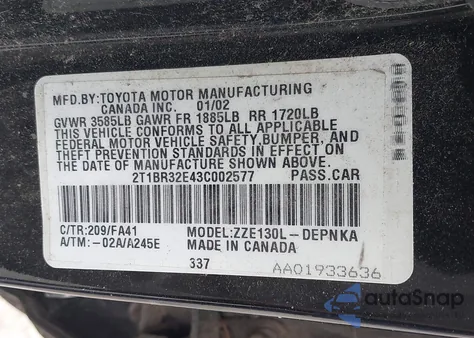 MFD.BY:TOYOTA MOTOR MANUFACTURING
CANADA INC. 01/02
GVWR 3585LB GAWR FR 1885LB RR 1720LB
THIS VEHICLE CONFORMS TO ALL APPLICABLE
FEDERAL MOTOR VEHICLE SAFETY,BUMPER, AND
THEFT PREVENTION STANDARDS IN EFFECT ON
THE DATE OF MANUFACTURE SHOWN ABOVE.
2T1BR32E43C002577 PASS.CAR
C/TR:209/FA41 MODEL:ZZE130L-DEPNKA
A/TM:-02A/A245E MADE IN CANADA
337 AA01933636
autoSnap